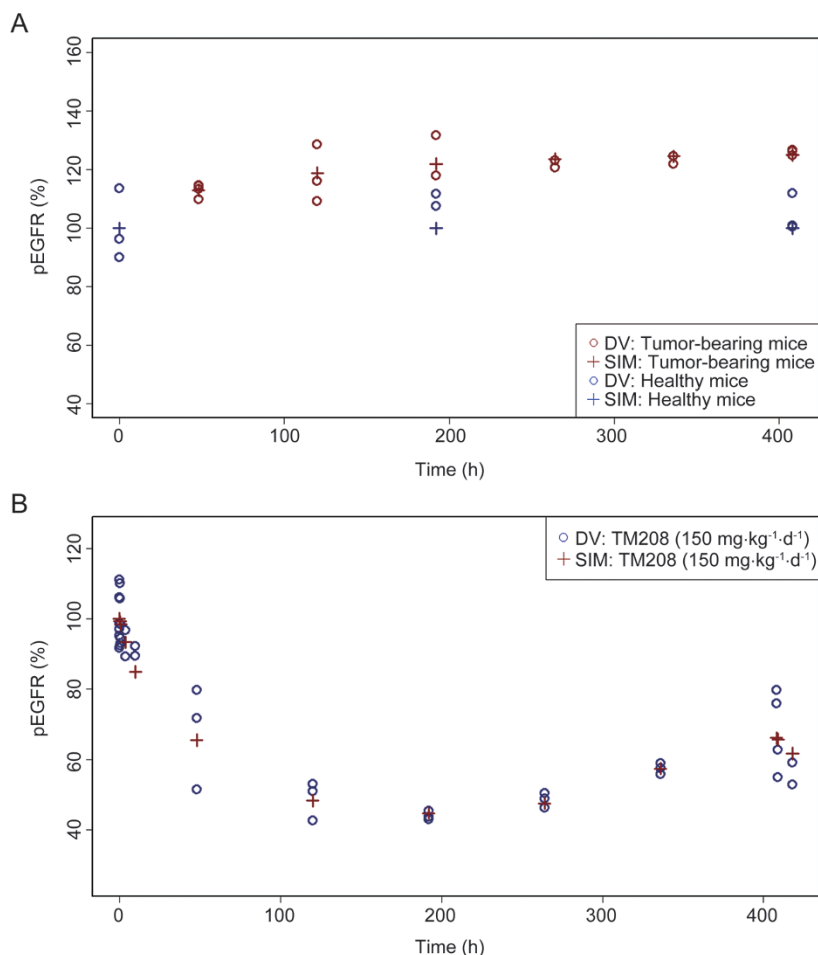 A
160
140
120
100
80
60
40
pEGFR (%)
DV: Tumor-bearing mice
SIM: Tumor-bearing mice
DV: Healthy mice
SIM: Healthy mice
0 100 200 300 400
Time (h)
B
120
100
80
60
40
pEGFR (%)
DV: TM208 (150 mg·kg⁻¹·d⁻¹)
SIM: TM208 (150 mg·kg⁻¹·d⁻¹)
0 100 200 300 400
Time (h)